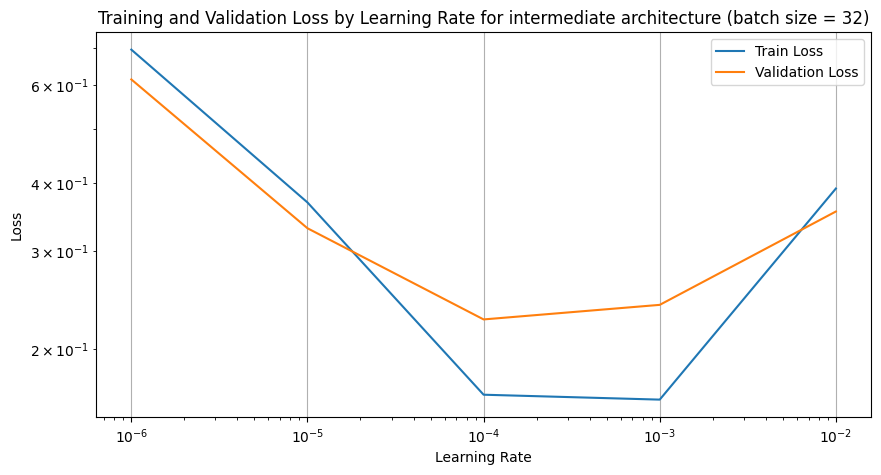 Training and Validation Loss by Learning Rate for intermediate architecture (batch size = 32)
Train Loss
Validation Loss
6 × 10⁻¹
4 × 10⁻¹
3 × 10⁻¹
2 × 10⁻¹
Loss
10⁻⁶
10⁻⁵
10⁻⁴
10⁻³
10⁻²
Learning Rate